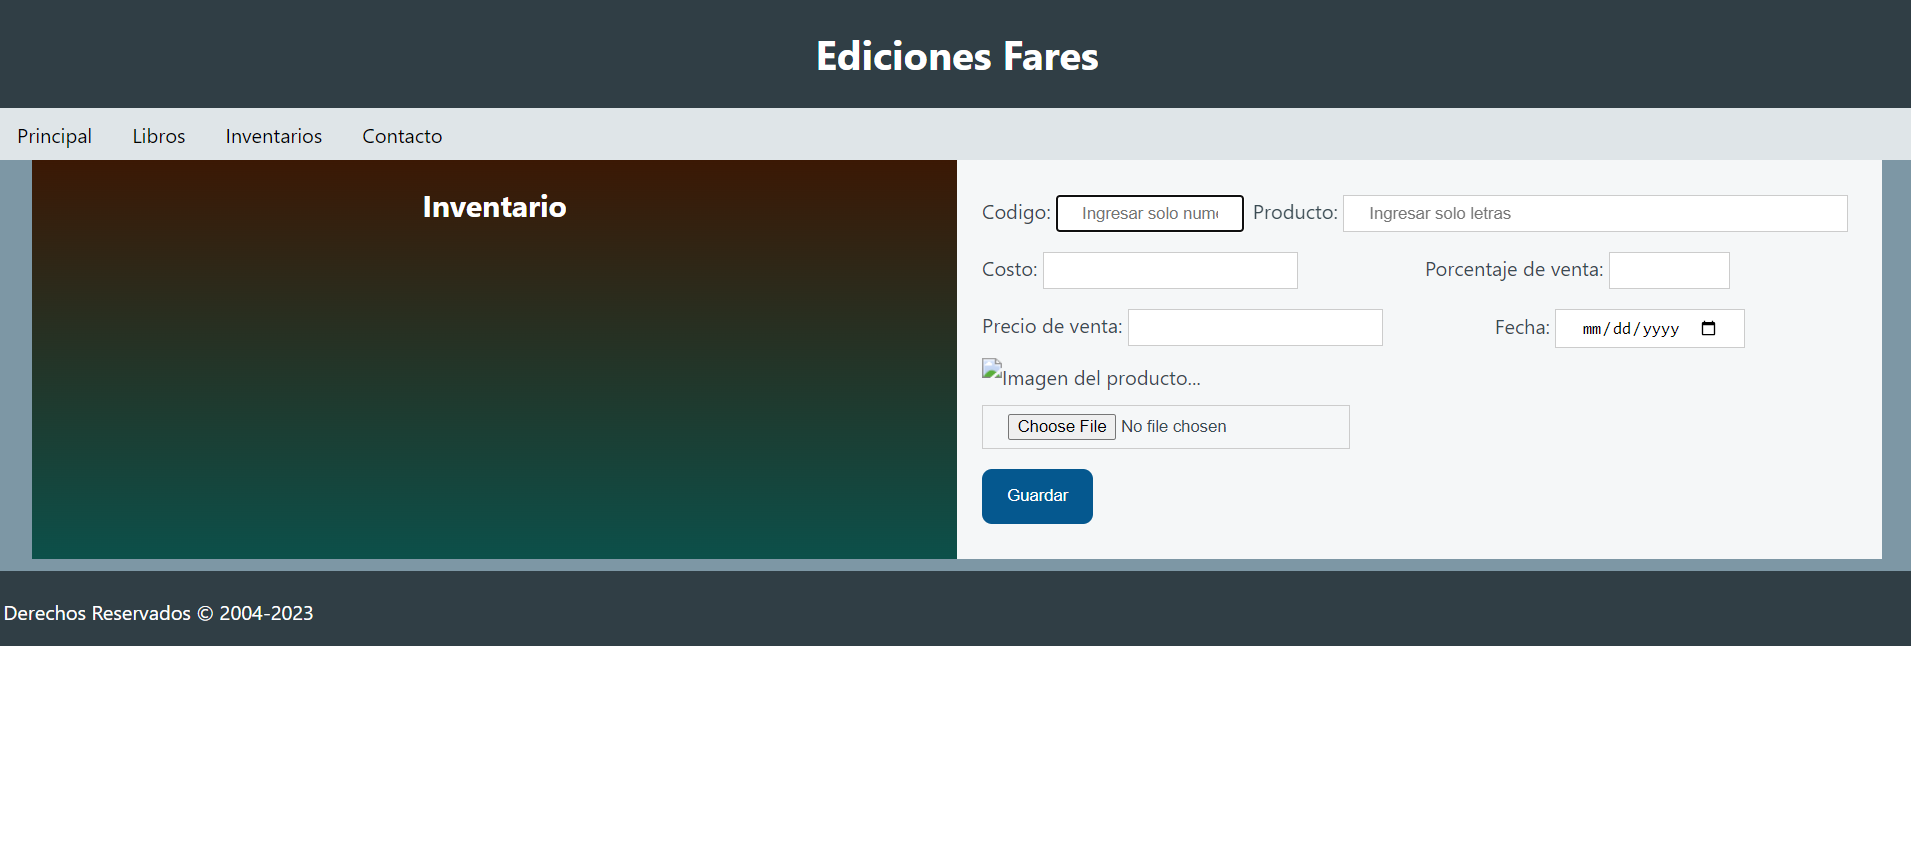 Ediciones Fares
Principal Libros Inventarios Contacto
Inventario
Codigo: Ingresar solo Producto: Ingresar solo letras
Costo: Porcentaje de venta:
Precio de venta: Fecha: mm/dd/yyyy
Imagen del producto...
Choose File No file chosen
Guardar
Derechos Reservados © 2004-2023